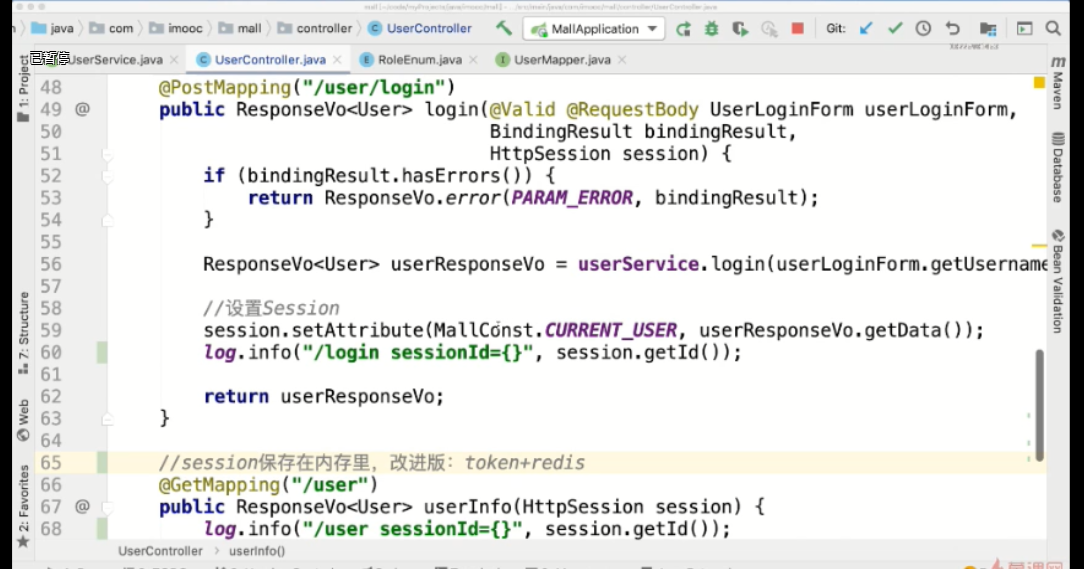 java com imooc mall controller UserController MallApplication Git:
已暂停 UserService.java UserController.java RoleEnum.java UserMapper.java
1: Project
7: Structure
Web
2: Favorites
Maven
Database
Bean Validation
48 @PostMapping("/user/login")
49 @ public ResponseVo<User> login(@Valid @RequestBody UserLoginForm userLoginForm,
50 BindingResult bindingResult,
51 HttpSession session) {
52 if (bindingResult.hasErrors()) {
53 return ResponseVo.error(PARAM_ERROR, bindingResult);
54 }
55
56 ResponseVo<User> userResponseVo = userService.login(userLoginForm.getUsername
57
58 //设置Session
59 session.setAttribute(MallConst.CURRENT_USER, userResponseVo.getData());
60 log.info("/login sessionId={}", session.getId());
61
62 return userResponseVo;
63 }
64
65 //session保存在内存里，改进版：token+redis
66 @GetMapping("/user")
67 @ public ResponseVo<User> userInfo(HttpSession session) {
68 log.info("/user sessionId={}", session.getId());
UserController userInfo()